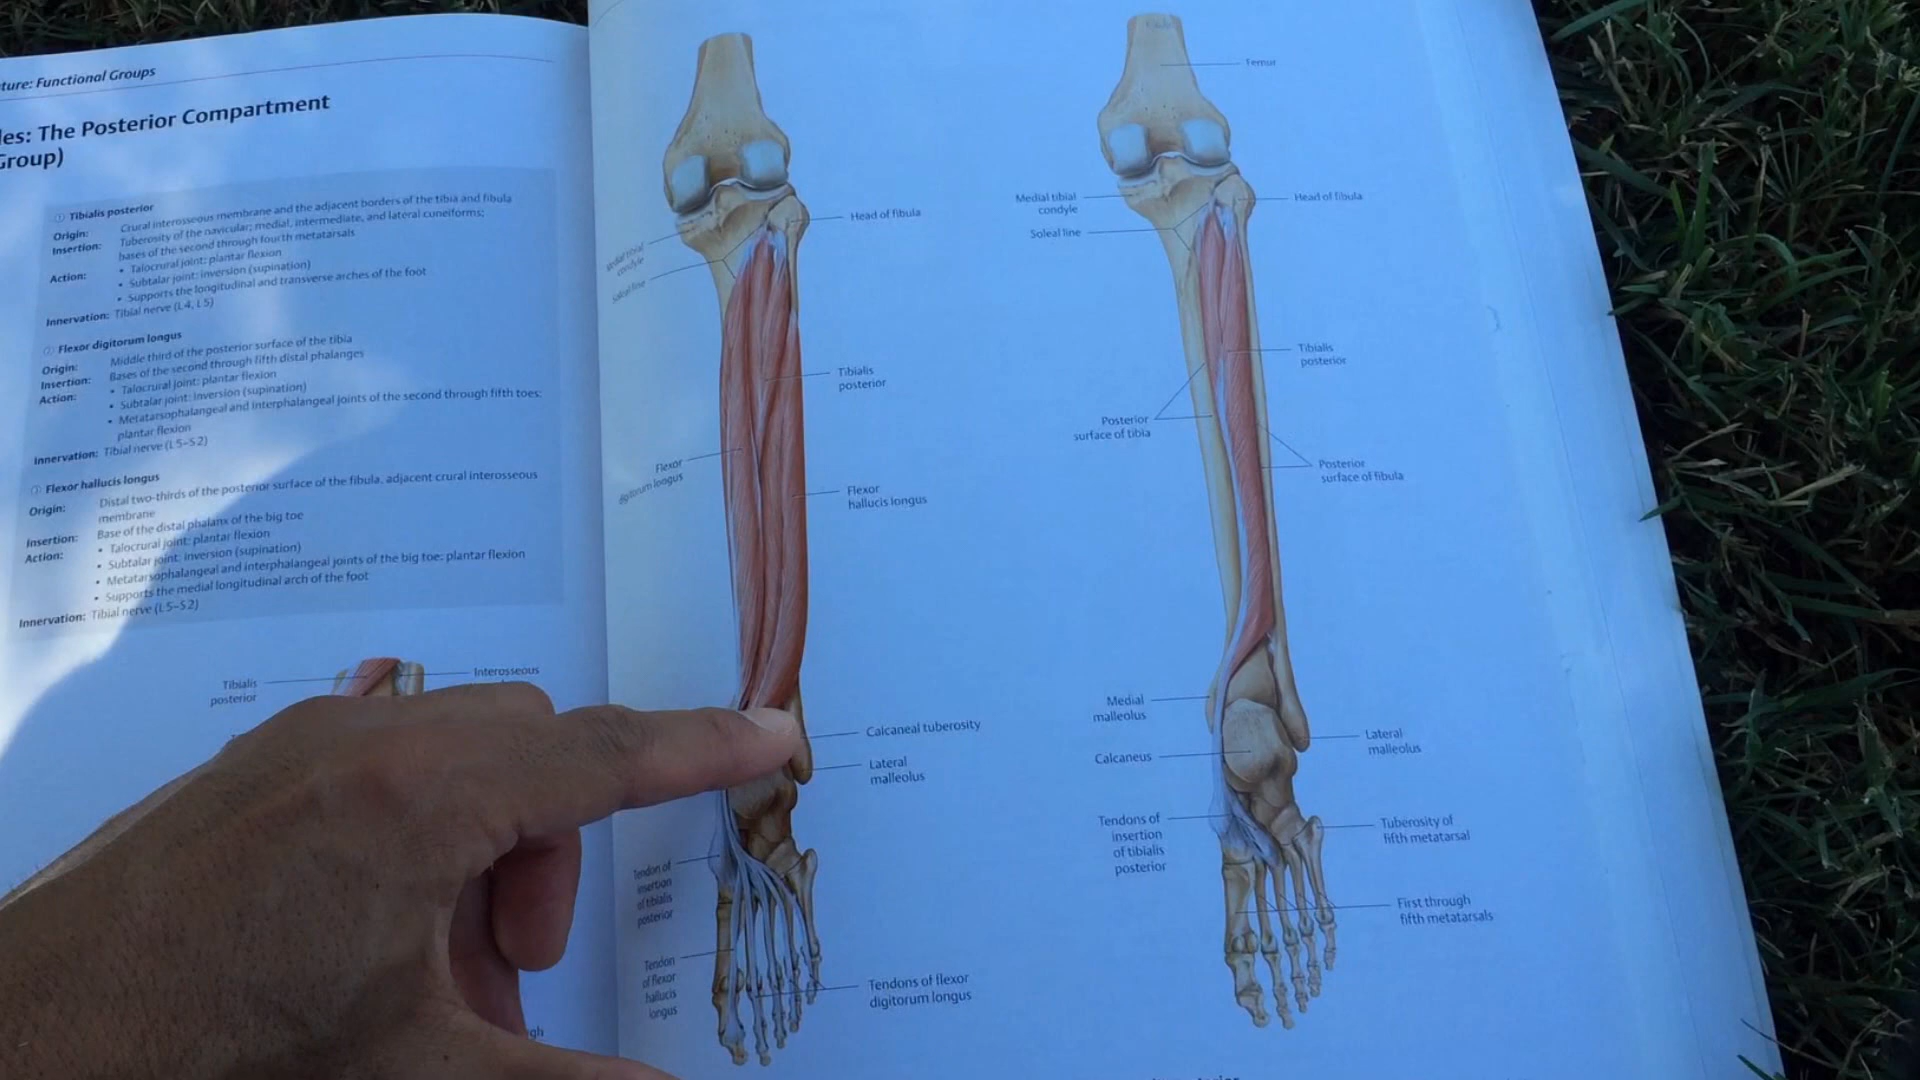 ture: Functional Groups
les: The Posterior Compartment
Group)
① Tibialis posterior
Origin: Crural interosseous membrane and the adjacent borders of the tibia and fibula
Insertion: Tuberosity of the navicular; medial, intermediate, and lateral cuneiforms;
bases of the second through fourth metatarsals
Action: • Talocrural joint: plantar flexion
• Subtalar joint: inversion (supination)
• Supports the longitudinal and transverse arches of the foot
Innervation: Tibial nerve (L4, L5)
② Flexor digitorum longus
Origin: Middle third of the posterior surface of the tibia
Insertion: Bases of the second through fifth distal phalanges
Action: • Talocrural joint: plantar flexion
• Subtalar joint: inversion (supination)
• Metatarsophalangeal and interphalangeal joints of the second through fifth toes:
plantar flexion
Innervation: Tibial nerve (L5–S2)
③ Flexor hallucis longus
Origin: Distal two-thirds of the posterior surface of the fibula, adjacent crural interosseous
membrane
Insertion: Base of the distal phalanx of the big toe
Action: • Talocrural joint: plantar flexion
• Subtalar joint: inversion (supination)
• Metatarsophalangeal and interphalangeal joints of the big toe: plantar flexion
• Supports the medial longitudinal arch of the foot
Innervation: Tibial nerve (L5–S2)
Tibialis
posterior
Interosseous
gh
Head of fibula
Medial tibial
condyle
Soleal line
Tibialis
posterior
Flexor
digitorum longus
Flexor
hallucis longus
Calcaneal tuberosity
Lateral
malleolus
Tendon of
insertion
of tibialis
posterior
Tendon
of flexor
hallucis
longus
Tendons of flexor
digitorum longus
Femur
Medial tibial
condyle
Head of fibula
Soleal line
Tibialis
posterior
Posterior
surface of tibia
Posterior
surface of fibula
Medial
malleolus
Lateral
malleolus
Calcaneus
Tendons of
insertion
of tibialis
posterior
Tuberosity of
fifth metatarsal
First through
fifth metatarsals